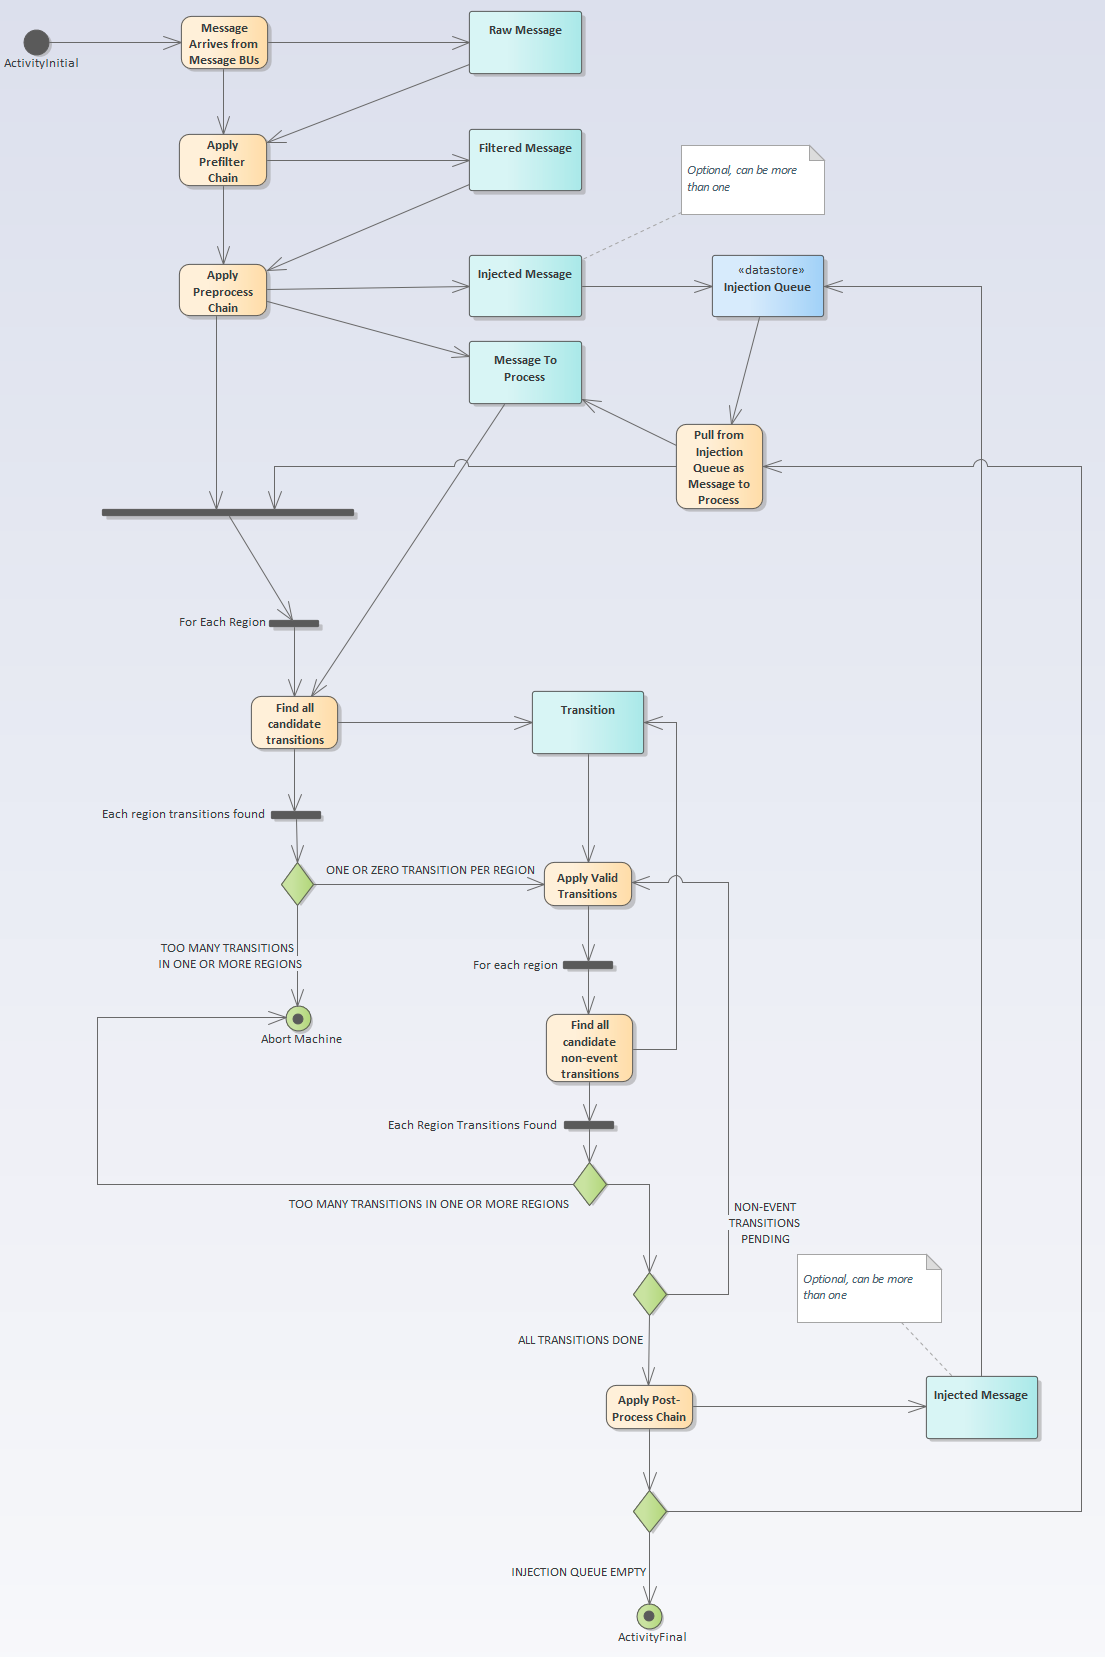 Message
Arrives from
Message BUs
Raw Message
ActivityInitial
Apply
Prefilter
Chain
Filtered Message
Optional, can be more
than one
Apply
Preprocess
Chain
Injected Message
«datastore»
Injection Queue
Message To
Process
Pull from
Injection
Queue as
Message to
Process
For Each Region
Find all
candidate
transitions
Transition
Each region transitions found
ONE OR ZERO TRANSITION PER REGION
Apply Valid
Transitions
TOO MANY TRANSITIONS
IN ONE OR MORE REGIONS
For each region
Abort Machine
Find all
candidate
non-event
transitions
Each Region Transitions Found
TOO MANY TRANSITIONS IN ONE OR MORE REGIONS
NON-EVENT
TRANSITIONS
PENDING
Optional, can be more
than one
ALL TRANSITIONS DONE
Apply Post-
Process Chain
Injected Message
INJECTION QUEUE EMPTY
ActivityFinal